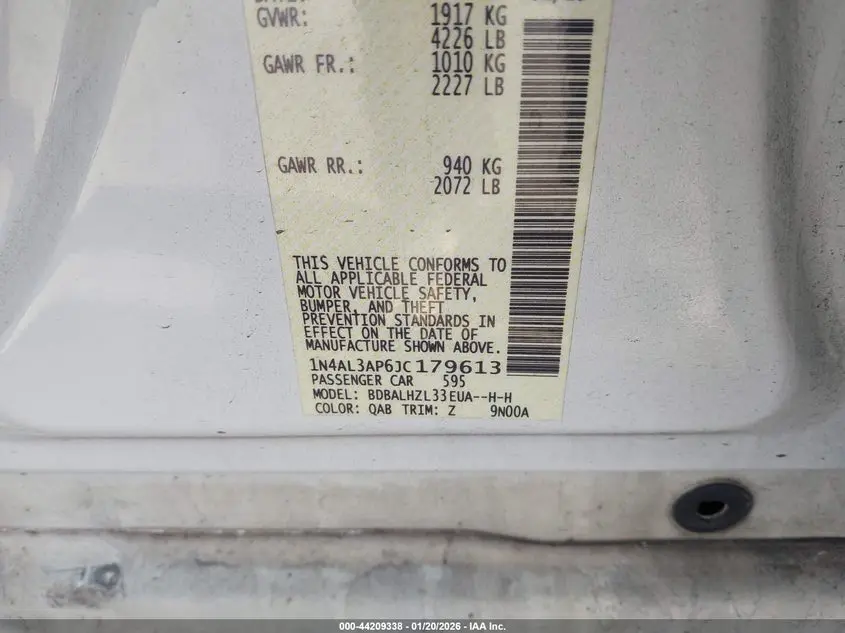 GVWR: 1917 KG
4226 LB
GAWR FR.: 1010 KG
2227 LB
GAWR RR.: 940 KG
2072 LB
THIS VEHICLE CONFORMS TO
ALL APPLICABLE FEDERAL
MOTOR VEHICLE SAFETY,
BUMPER, AND THEFT
PREVENTION STANDARDS IN
EFFECT ON THE DATE OF
MANUFACTURE SHOWN ABOVE.
1N4AL3AP6JC179613
PASSENGER CAR 595
MODEL: BDBALHZL33EUA--H-H
COLOR: QAB TRIM: Z 9N00A
000-44209338 - 01/20/2026 - IAA Inc.